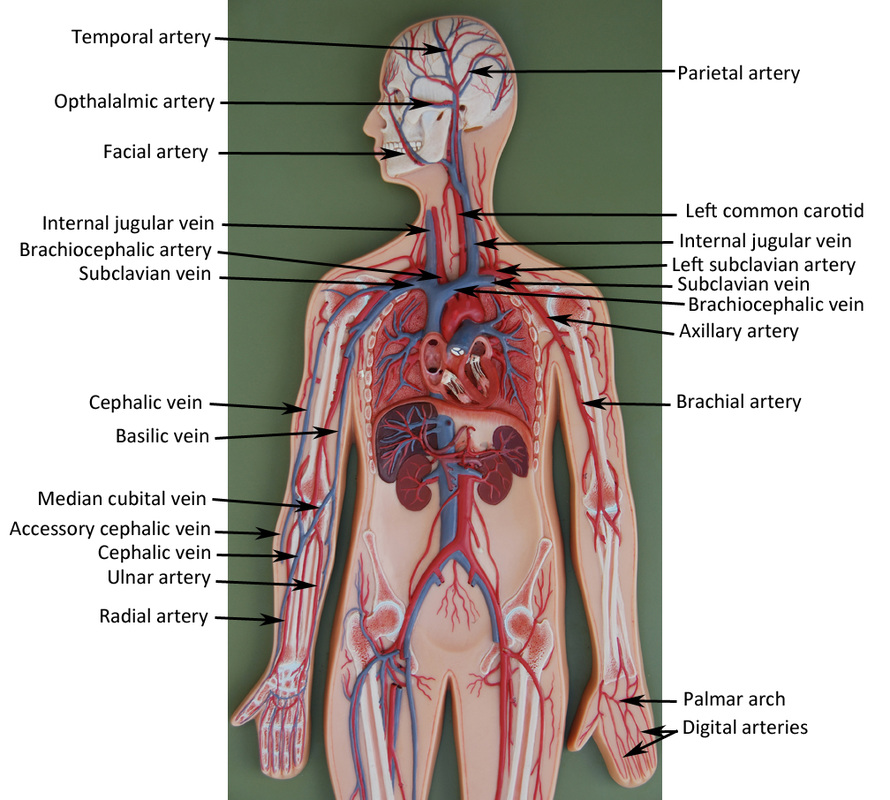 Temporal artery
Parietal artery
Opthalalmic artery
Facial artery
Left common carotid
Internal jugular vein
Internal jugular vein
Brachiocephalic artery
Left subclavian artery
Subclavian vein
Subclavian vein
Brachiocephalic vein
Axillary artery
Cephalic vein
Brachial artery
Basilic vein
Median cubital vein
Accessory cephalic vein
Cephalic vein
Ulnar artery
Radial artery
Palmar arch
Digital arteries